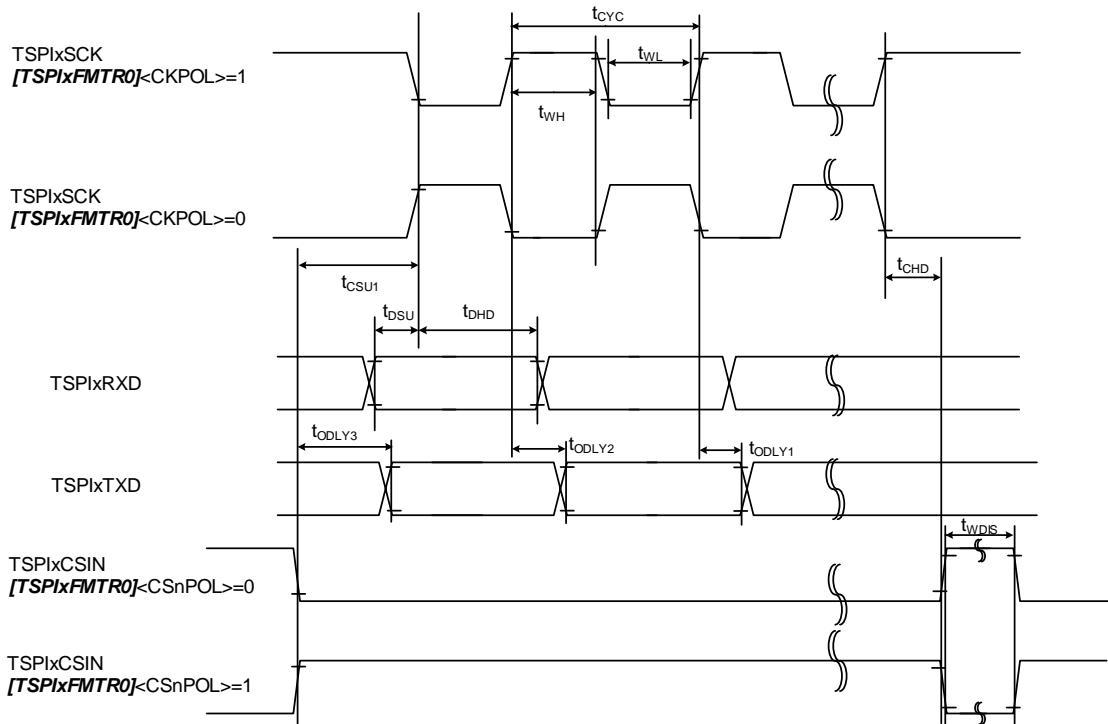 tCYC
TSPIxSCK
[TSPIxFMTR0]<CKPOL>=1
tWL
tWH
TSPIxSCK
[TSPIxFMTR0]<CKPOL>=0
tCSU1
tCHD
tDSU
tDHD
TSPIxRXD
tODLY3
tODLY2
tODLY1
TSPIxTXD
tWDIS
TSPIxCSIN
[TSPIxFMTR0]<CSnPOL>=0
TSPIxCSIN
[TSPIxFMTR0]<CSnPOL>=1